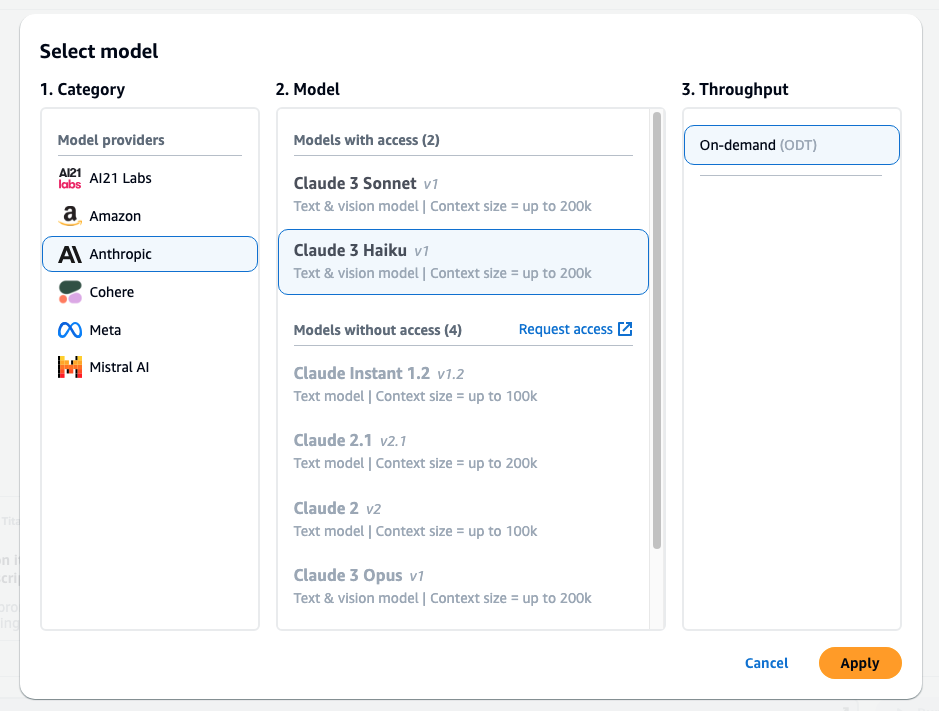 Select model
1. Category
Model providers
AI21 labs AI21 Labs
a Amazon
Anthropic
Cohere
Meta
Mistral AI
2. Model
Models with access (2)
Claude 3 Sonnet v1
Text & vision model | Context size = up to 200k
Claude 3 Haiku v1
Text & vision model | Context size = up to 200k
Models without access (4) Request access
Claude Instant 1.2 v1.2
Text model | Context size = up to 100k
Claude 2.1 v2.1
Text model | Context size = up to 200k
Claude 2 v2
Text model | Context size = up to 100k
Claude 3 Opus v1
Text & vision model | Context size = up to 200k
3. Throughput
On-demand (ODT)
Cancel Apply